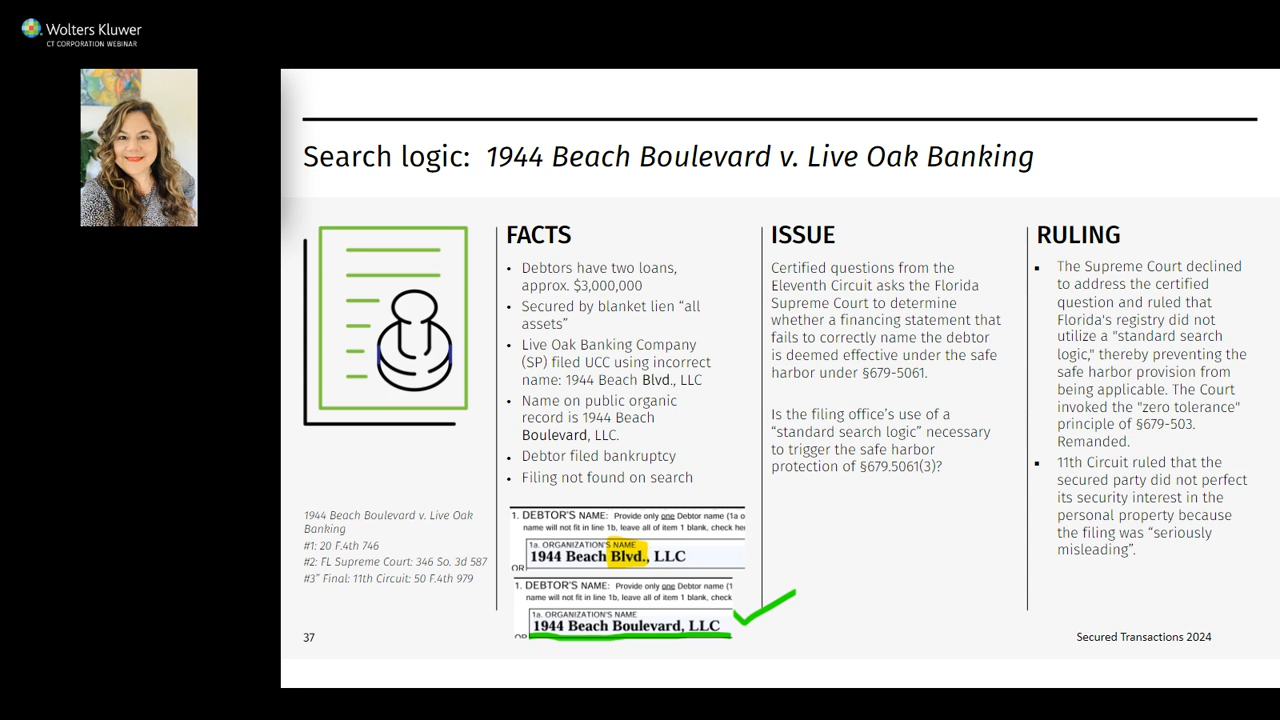 Wolters Kluwer
CT CORPORATION WEBINAR
Search logic: 1944 Beach Boulevard v. Live Oak Banking
FACTS
• Debtors have two loans,
approx. $3,000,000
• Secured by blanket lien “all
assets”
• Live Oak Banking Company
(SP) filed UCC using incorrect
name: 1944 Beach Blvd., LLC
• Name on public organic
record is 1944 Beach
Boulevard, LLC.
• Debtor filed bankruptcy
• Filing not found on search
1. DEBTOR'S NAME: Provide only one Debtor name (1a o
name will not fit in line 1b, leave all of item 1 blank, check he
1a. ORGANIZATION'S NAME
1944 Beach Blvd., LLC
OR
1. DEBTOR'S NAME: Provide only one Debtor name (1
name will not fit in line 1b, leave all of item 1 blank, check
1a. ORGANIZATION'S NAME
1944 Beach Boulevard, LLC
OR
ISSUE
Certified questions from the
Eleventh Circuit asks the Florida
Supreme Court to determine
whether a financing statement that
fails to correctly name the debtor
is deemed effective under the safe
harbor under §679-5061.
Is the filing office’s use of a
“standard search logic” necessary
to trigger the safe harbor
protection of §679.5061(3)?
RULING
▪ The Supreme Court declined
to address the certified
question and ruled that
Florida's registry did not
utilize a "standard search
logic," thereby preventing the
safe harbor provision from
being applicable. The Court
invoked the "zero tolerance"
principle of §679-503.
Remanded.
▪ 11th Circuit ruled that the
secured party did not perfect
its security interest in the
personal property because
the filing was “seriously
misleading”.
1944 Beach Boulevard v. Live Oak
Banking
#1: 20 F.4th 746
#2: FL Supreme Court: 346 So. 3d 587
#3” Final: 11th Circuit: 50 F.4th 979
37
Secured Transactions 2024